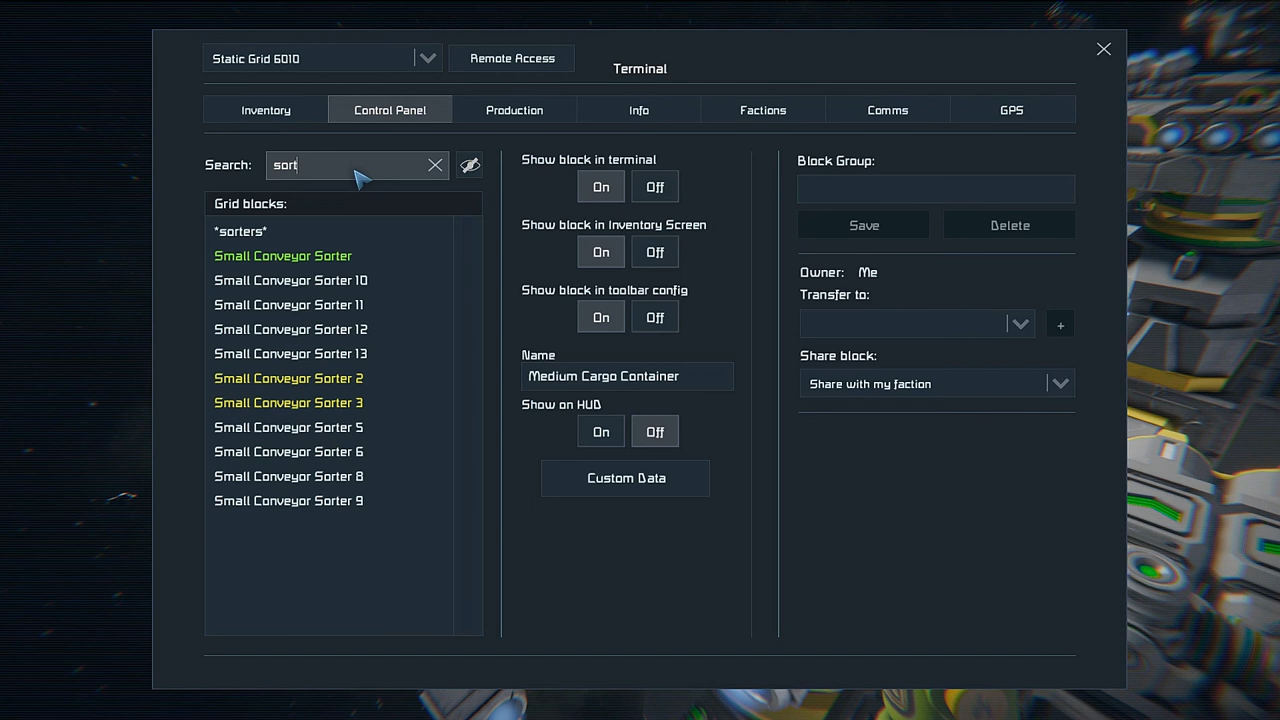 Static Grid 6010
Remote Access
Terminal
Inventory
Control Panel
Production
Info
Factions
Comms
GPS
Search:
sort
Grid blocks:
*sorters*
Small Conveyor Sorter
Small Conveyor Sorter 10
Small Conveyor Sorter 11
Small Conveyor Sorter 12
Small Conveyor Sorter 13
Small Conveyor Sorter 2
Small Conveyor Sorter 3
Small Conveyor Sorter 5
Small Conveyor Sorter 6
Small Conveyor Sorter 8
Small Conveyor Sorter 9
Show block in terminal
On Off
Show block in Inventory Screen
On Off
Show block in toolbar config
On Off
Name
Medium Cargo Container
Show on HUD
On Off
Custom Data
Block Group:
Save
Delete
Owner: Me
Transfer to:
+
Share block:
Share with my faction